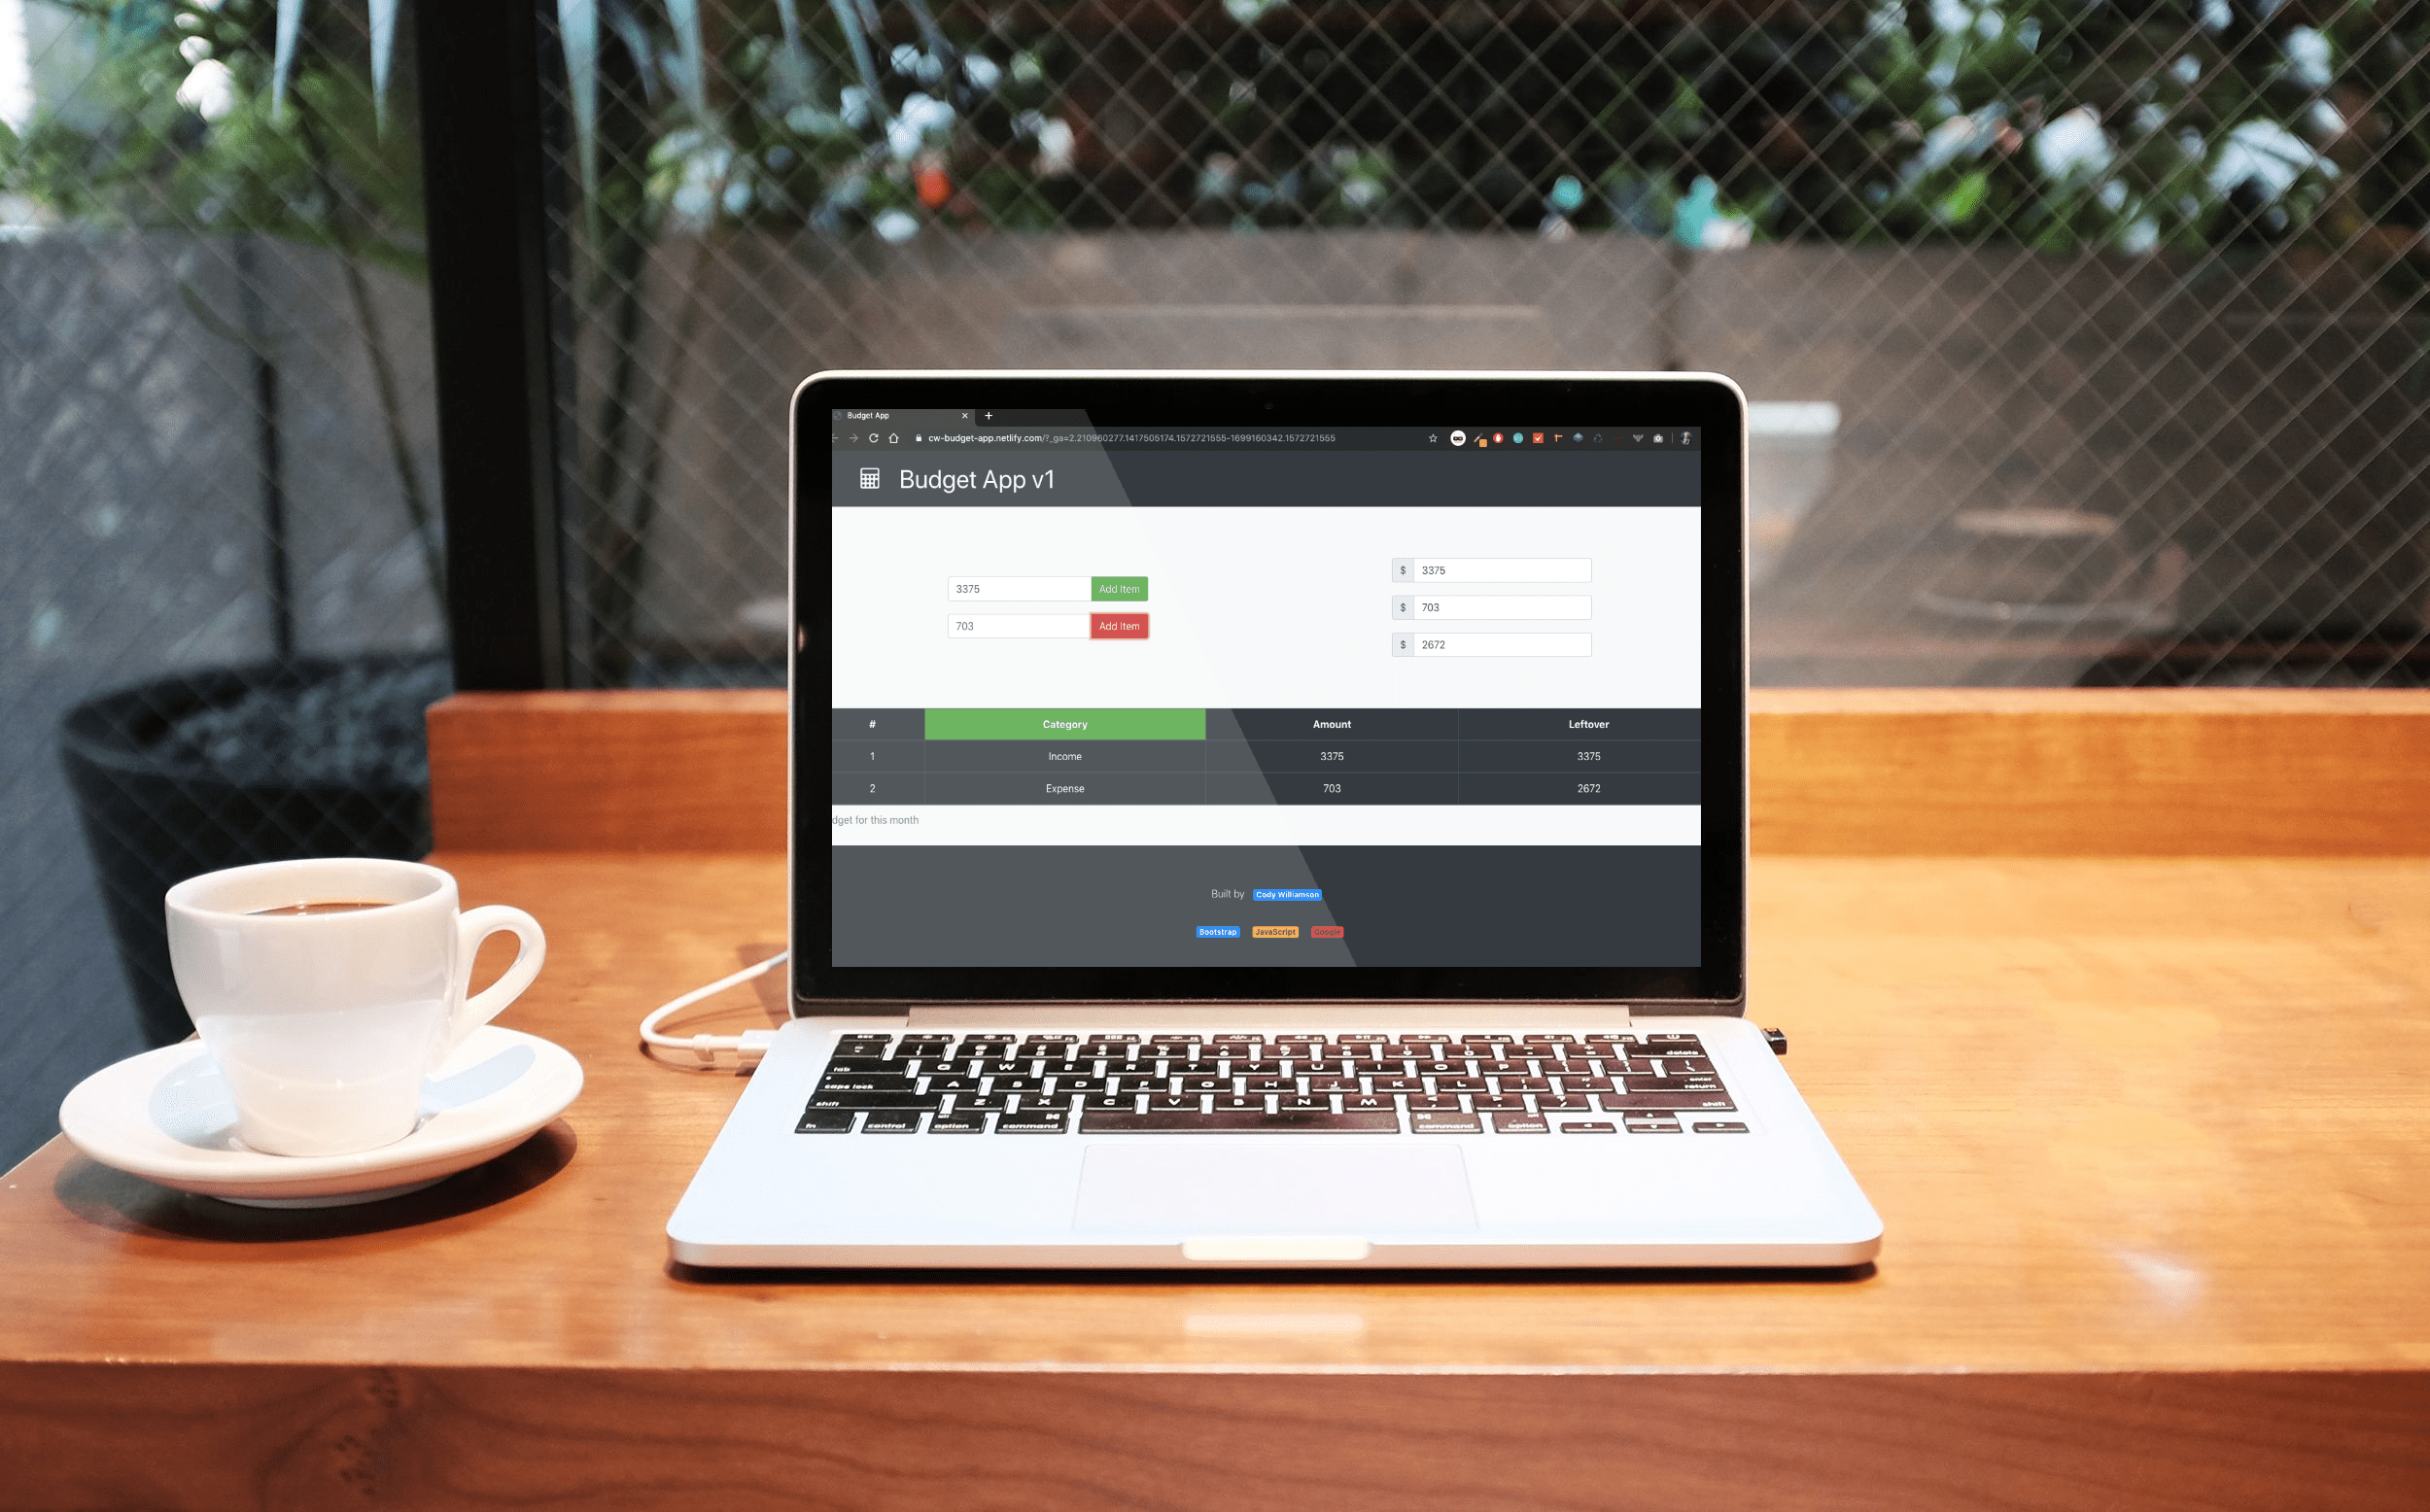 Budget App
cw-budget-app.netlify.com/?_ga=2.210960277.1417505174.1572721555-1699160342.1572721555
Budget App v1
3375 Add Item
703 Add Item
$ 3375
$ 703
$ 2672
# Category Amount Leftover
1 Income 3375 3375
2 Expense 703 2672
dget for this month
Built by Cody Williamson
Bootstrap JavaScript Google
delete
tab Q W E R T Y U I O P
caps lock A S D F G H J K L enter return
shift Z X C V B N M shift
fn control option command command option